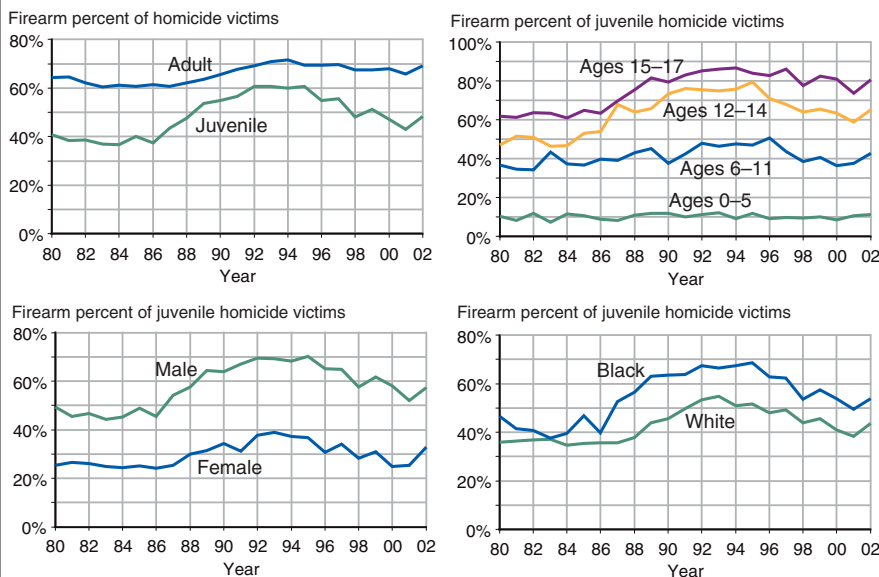 Firearm percent of homicide victims
80%
60%
40%
20%
0%
Adult
Juvenile
80 82 84 86 88 90 92 94 96 98 00 02
Year
Firearm percent of juvenile homicide victims
100%
80%
60%
40%
20%
0%
Ages 15–17
Ages 12–14
Ages 6–11
Ages 0–5
80 82 84 86 88 90 92 94 96 98 00 02
Year
Firearm percent of juvenile homicide victims
80%
60%
40%
20%
0%
Male
Female
80 82 84 86 88 90 92 94 96 98 00 02
Year
Firearm percent of juvenile homicide victims
80%
60%
40%
20%
0%
Black
White
80 82 84 86 88 90 92 94 96 98 00 02
Year